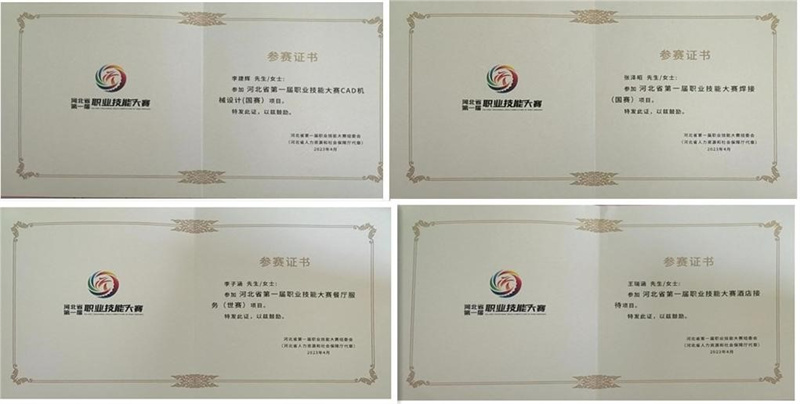 参赛证书
李建辉 先生/女士:
参加 河北省第一届职业技能大赛CAD机
械设计(国赛) 项目。
特发此证，以兹鼓励。
河北省第一届职业技能大赛组委会
（河北省人力资源和社会保障厅代章）
2023年4月
河北省
第一届
职业技能大赛
参赛证书
张泽昭 先生/女士:
参加 河北省第一届职业技能大赛焊接
(国赛) 项目。
特发此证，以兹鼓励。
河北省第一届职业技能大赛组委会
（河北省人力资源和社会保障厅代章）
2023年4月
河北省
第一届
职业技能大赛
参赛证书
李子涵 先生/女士:
参加 河北省第一届职业技能大赛餐厅服
务(世赛) 项目。
特发此证，以兹鼓励。
河北省第一届职业技能大赛组委会
（河北省人力资源和社会保障厅代章）
2023年4月
河北省
第一届
职业技能大赛
参赛证书
王瑞涵 先生/女士:
参加 河北省第一届职业技能大赛酒店接
待 项目。
特发此证，以兹鼓励。
河北省第一届职业技能大赛组委会
（河北省人力资源和社会保障厅代章）
2023年4月
河北省
第一届
职业技能大赛